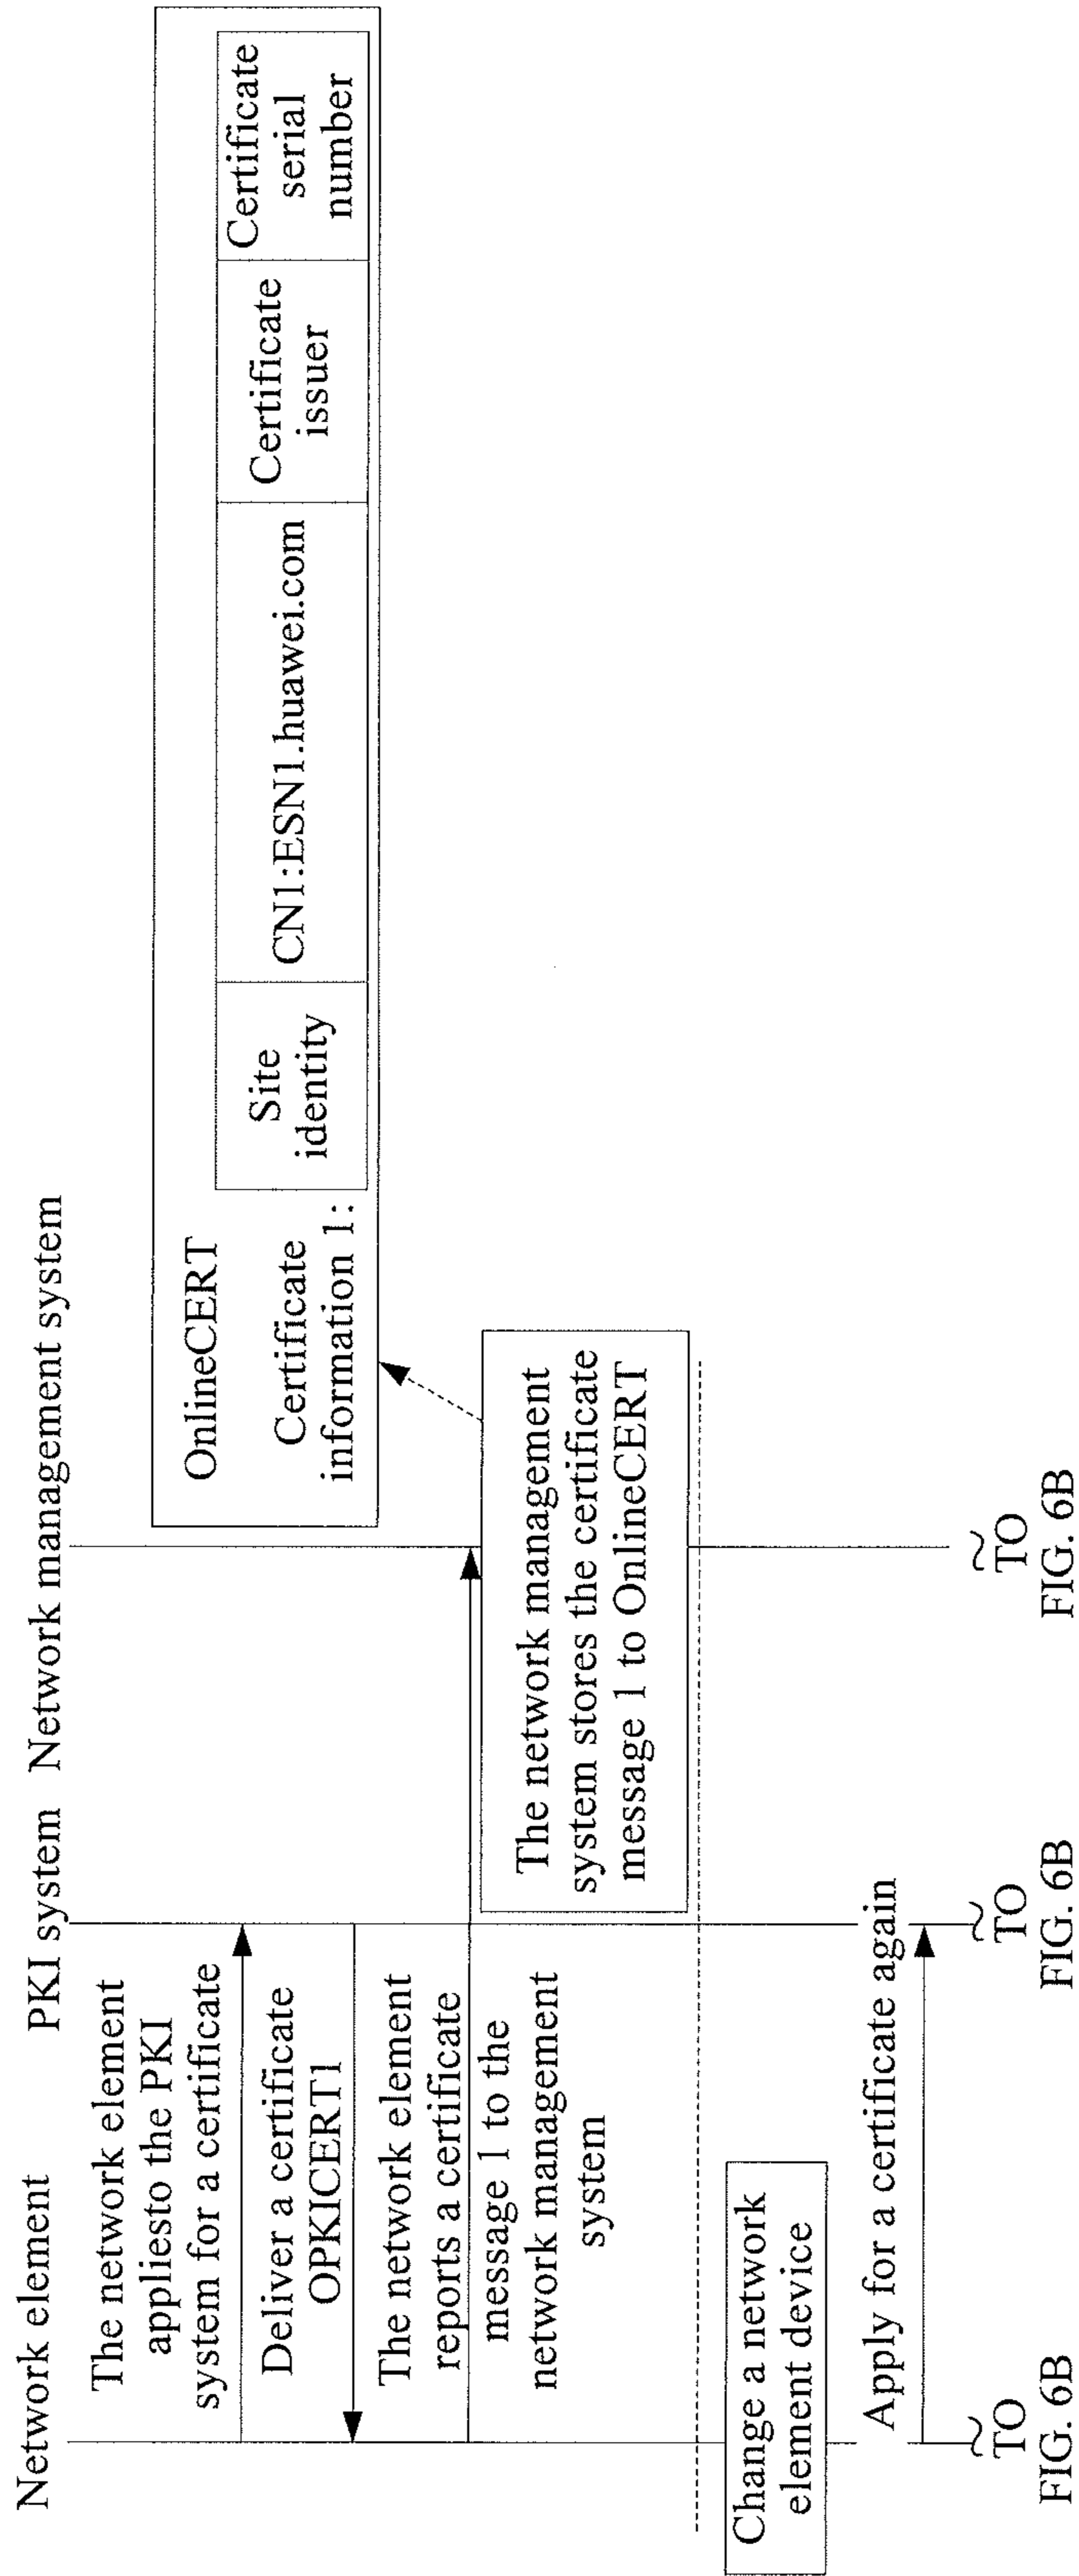 Network element
PKI system
Network management system
The network element
appliesto the PKI
system for a certificate
Deliver a certificate
OPKICERT1
The network element
reports a certificate
message 1 to the
network management
system
OnlineCERT
Certificate
information 1:
Site
identity
CN1:ESN1.huawei.com
Certificate
issuer
Certificate
serial
number
The network management
system stores the certificate
message 1 to OnlineCERT
Change a network
element device
Apply for a certificate again
TO
FIG. 6B
TO
FIG. 6B
TO
FIG. 6B